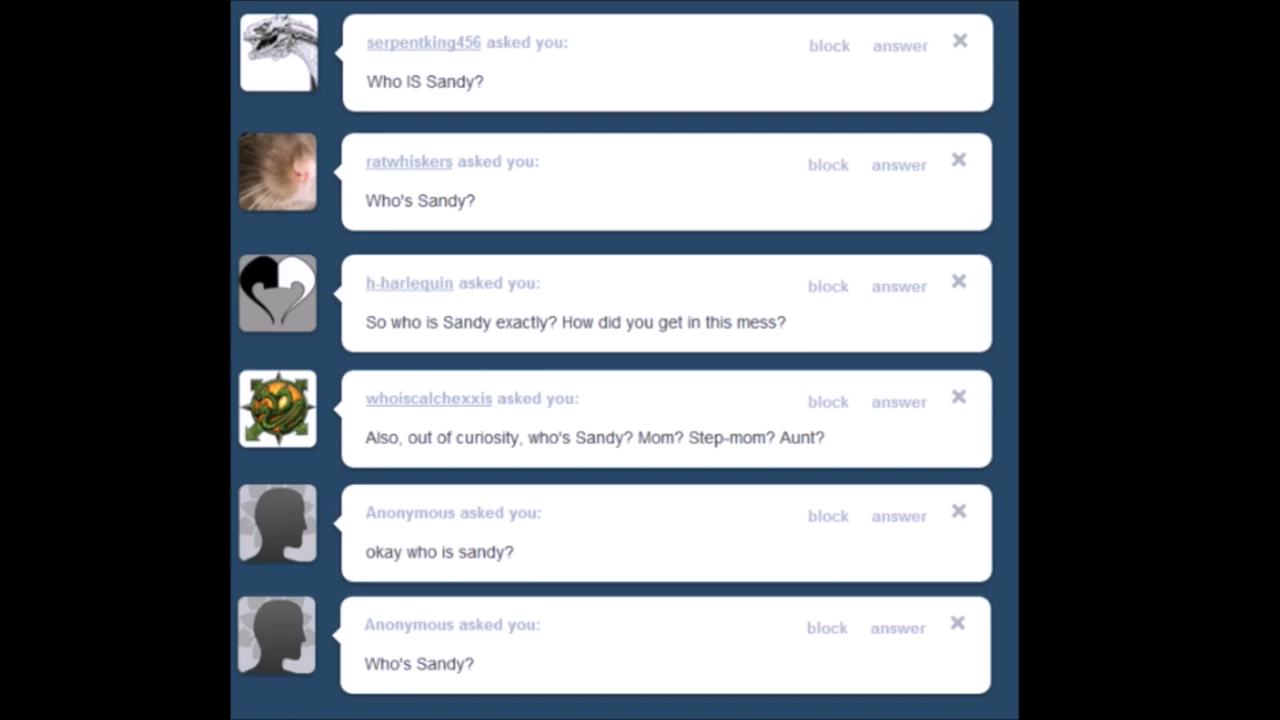 serpentking456 asked you:
block answer
Who IS Sandy?
ratwhiskers asked you:
block answer
Who's Sandy?
h-harlequin asked you:
block answer
So who is Sandy exactly? How did you get in this mess?
whoiscalchexxis asked you:
block answer
Also, out of curiosity, who's Sandy? Mom? Step-mom? Aunt?
Anonymous asked you:
block answer
okay who is sandy?
Anonymous asked you:
block answer
Who's Sandy?